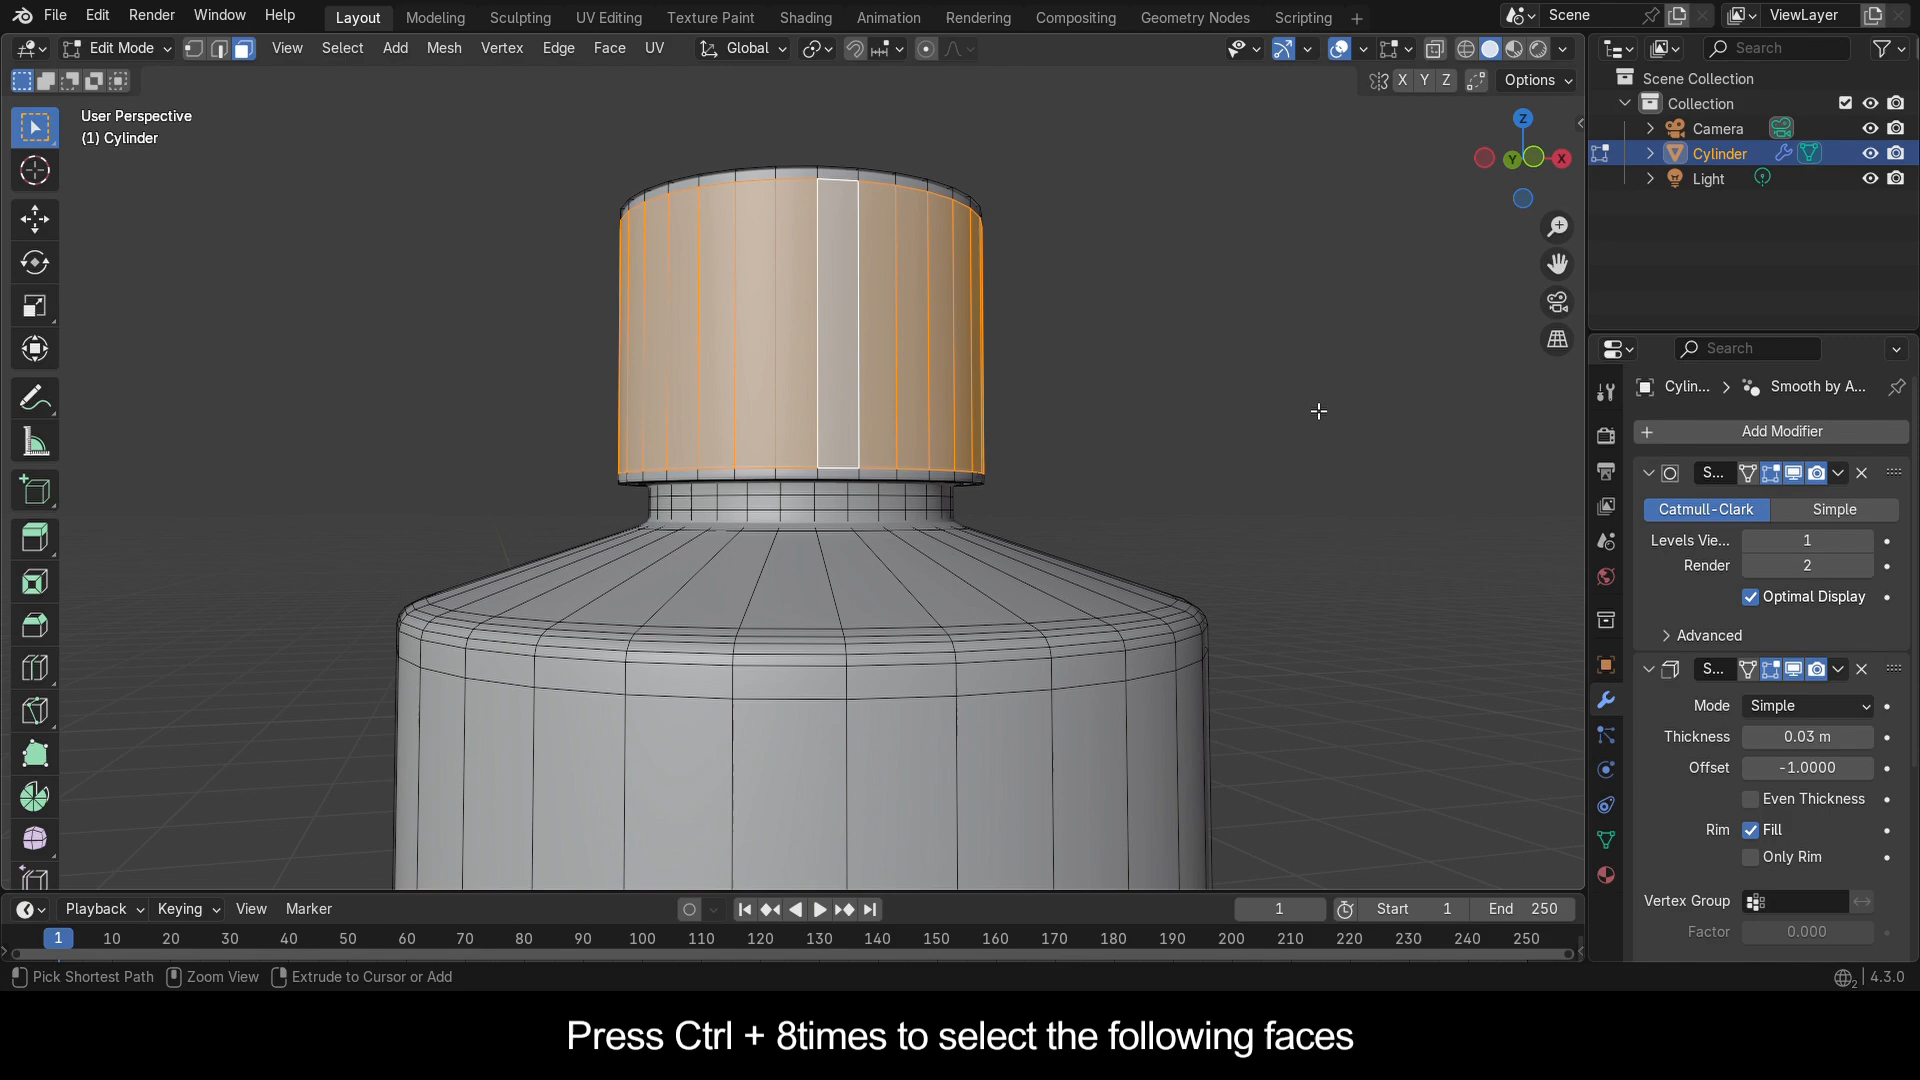 File Edit Render Window Help Layout Modeling Sculpting UV Editing Texture Paint Shading Animation Rendering Compositing Geometry Nodes Scripting Scene ViewLayer
Edit Mode View Select Add Mesh Vertex Edge Face UV Global Search
X Y Z Options Scene Collection
Collection
User Perspective Camera
(1) Cylinder Cylinder
Light
Z
Y X
Search
Cylin... Smooth by A...
Add Modifier
S...
Catmull-Clark Simple
Levels Vie... 1
Render 2
Optimal Display
Advanced
S...
Mode Simple
Thickness 0.03 m
Offset -1.0000
Even Thickness
Rim Fill
Only Rim
Vertex Group
Factor 0.000
Playback Keying View Marker 1 Start 1 End 250
1 10 20 30 40 50 60 70 80 90 100 110 120 130 140 150 160 170 180 190 200 210 220 230 240 250
Pick Shortest Path Zoom View Extrude to Cursor or Add 2 4.3.0
Press Ctrl + 8times to select the following faces